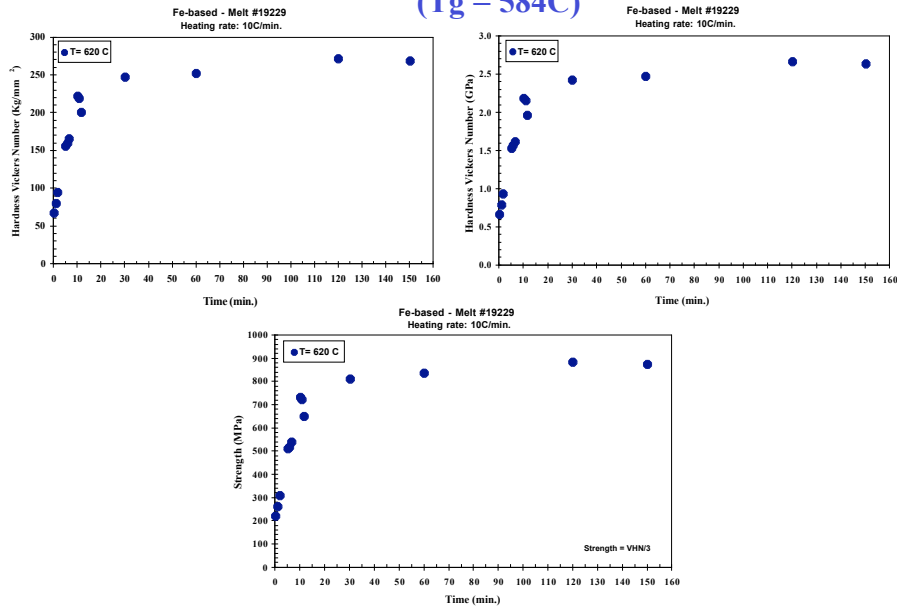 (Tg – 584C)
Fe-based - Melt #19229
Heating rate: 10C/min.
T= 620 C
Hardness Vickers Number (Kg/mm⁻²)
300
250
200
150
100
50
0
0 10 20 30 40 50 60 70 80 90 100 110 120 130 140 150 160
Time (min.)
Fe-based - Melt #19229
Heating rate: 10C/min.
T= 620 C
Hardness Vickers Number (GPa)
3.0
2.5
2.0
1.5
1.0
0.5
0.0
0 10 20 30 40 50 60 70 80 90 100 110 120 130 140 150 160
Time (min.)
Fe-based - Melt #19229
Heating rate: 10C/min.
T= 620 C
Strength (MPa)
1000
900
800
700
600
500
400
300
200
100
0
Strength = VHN/3
0 10 20 30 40 50 60 70 80 90 100 110 120 130 140 150 160
Time (min.)